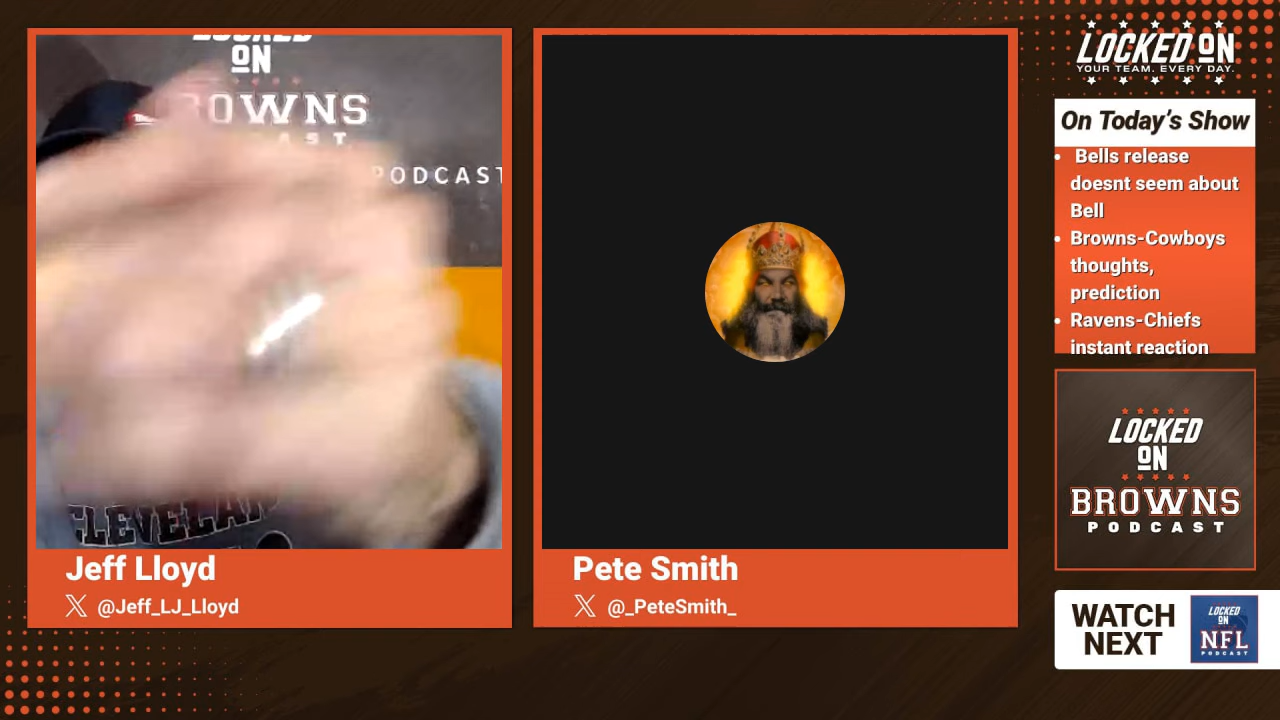 ON
BROWNS
PODCAST
CLEVELAND
Jeff Lloyd
@Jeff_LJ_Lloyd
Pete Smith
@_PeteSmith_
LOCKED ON
YOUR TEAM. EVERY DAY.
On Today's Show
• Bells release
doesnt seem about
Bell
• Browns-Cowboys
thoughts,
prediction
• Ravens-Chiefs
instant reaction
LOCKED
ON
BROWNS
PODCAST
WATCH
NEXT
LOCKED
ON
NFL
PODCAST